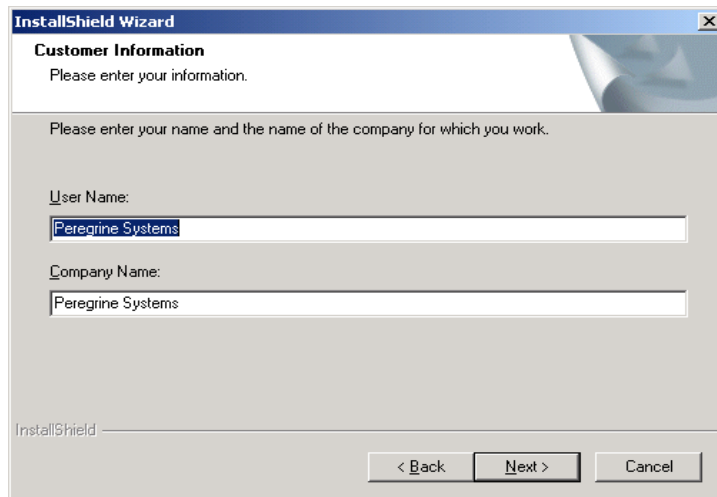 InstallShield Wizard
Customer Information
Please enter your information.
Please enter your name and the name of the company for which you work.
User Name:
Peregrine Systems
Company Name:
Peregrine Systems
InstallShield
< Back Next > Cancel